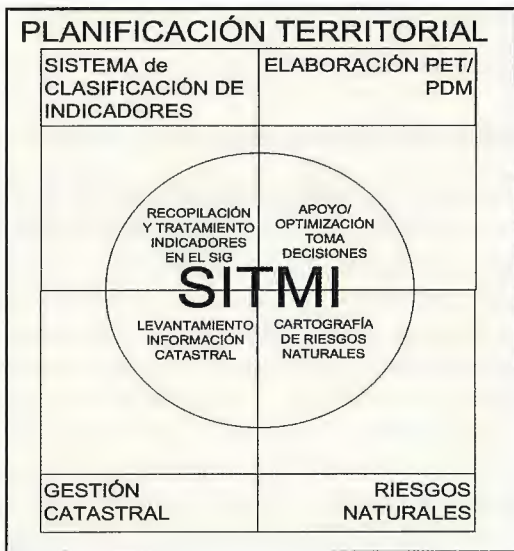 PLANIFICACIÓN TERRITORIAL
SISTEMA de
CLASIFICACIÓN DE
INDICADORES
ELABORACIÓN PET/
PDM
RECOPILACIÓN
Y TRATAMIENTO
INDICADORES
EN EL SIG
APOYO/
OPTIMIZACIÓN
TOMA
DECISIONES
SITMI
LEVANTAMIENTO
INFORMACIÓN
CATASTRAL
CARTOGRAFÍA
DE RIESGOS
NATURALES
GESTIÓN
CATASTRAL
RIESGOS
NATURALES